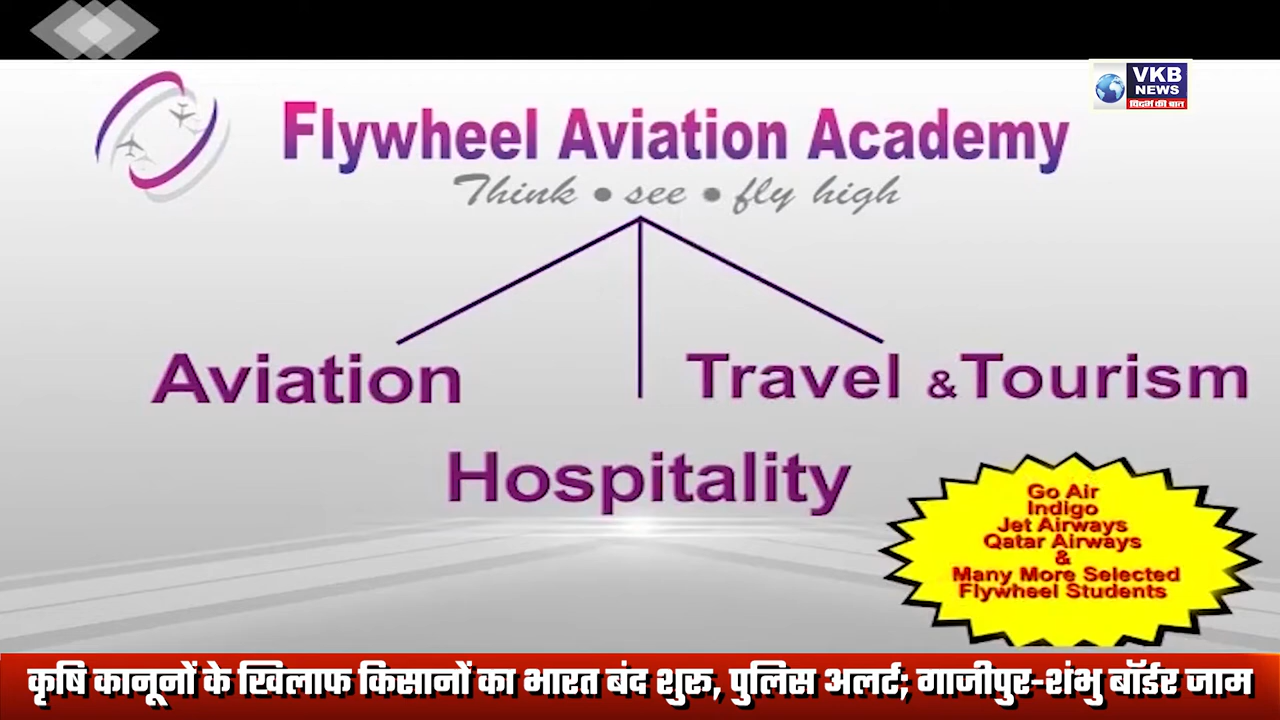 VKB
NEWS
विदर्भ की बात
Flywheel Aviation Academy
Think • see • fly high
Aviation
Travel & Tourism
Hospitality
Go Air
Indigo
Jet Airways
Qatar Airways
&
Many More Selected
Flywheel Students
कृषि कानूनों के खिलाफ किसानों का भारत बंद शुरू, पुलिस अलर्ट; गाजीपुर-शंभु बॉर्डर जाम